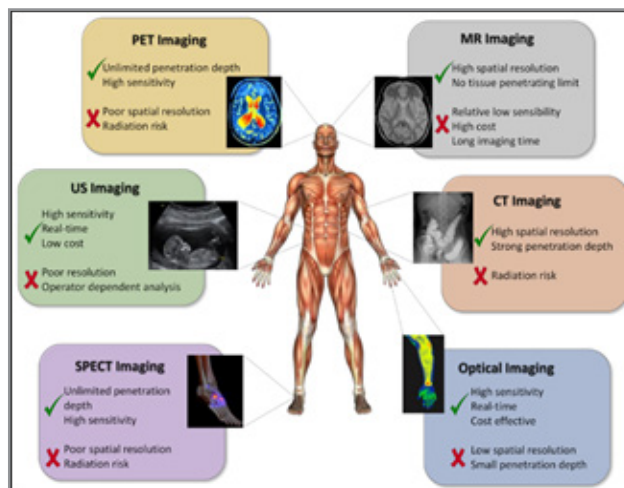 PET Imaging
Unlimited penetration depth
High sensitivity
Poor spatial resolution
Radiation risk
MR Imaging
High spatial resolution
No tissue penetrating limit
Relative low sensibility
High cost
Long imaging time
US Imaging
High sensitivity
Real-time
Low cost
Poor resolution
Operator dependent analysis
CT Imaging
High spatial resolution
Strong penetration depth
Radiation risk
SPECT Imaging
Unlimited penetration
depth
High sensitivity
Poor spatial resolution
Radiation risk
Optical Imaging
High sensitivity
Real-time
Cost effective
Low spatial resolution
Small penetration depth